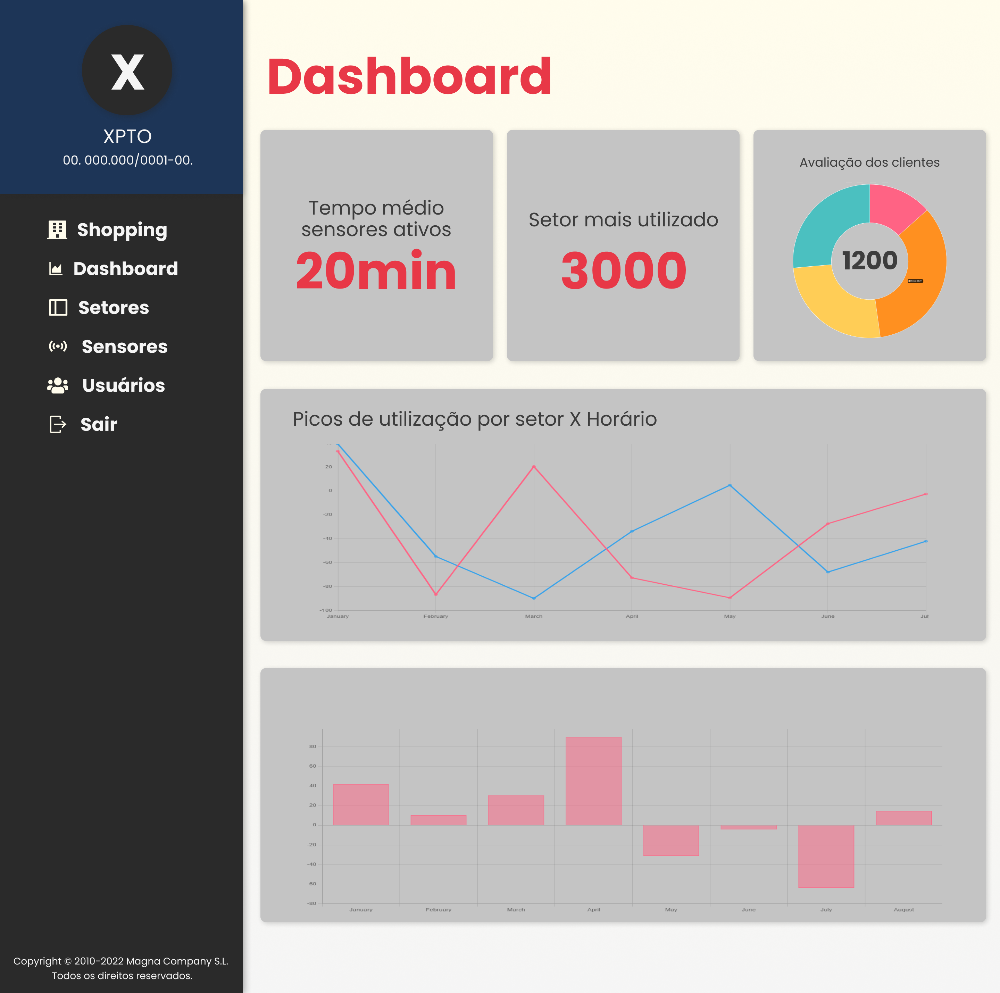 X
XPTO
00. 000.000/0001-00.
Shopping
Dashboard
Setores
Sensores
Usuários
Sair
Copyright © 2010-2022 Magna Company S.L.
Todos os direitos reservados.
Dashboard
Tempo médio
sensores ativos
20min
Setor mais utilizado
3000
Avaliação dos clientes
1200
Picos de utilização por setor X Horário
20
0
-20
-40
-60
-80
-100
January February March April May June
80
60
40
20
0
-20
-40
-60
-80
January February March April May June July August